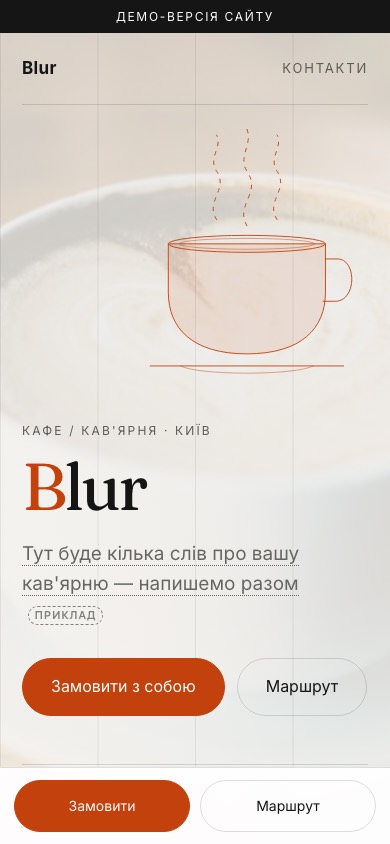 ДЕМО-ВЕРСІЯ САЙТУ
Blur
КОНТАКТИ
КАФЕ / КАВ'ЯРНЯ · КИЇВ
Blur
Тут буде кілька слів про вашу
кав'ярню — напишемо разом
ПРИКЛАД
Замовити з собою
Маршрут
Замовити
Маршрут